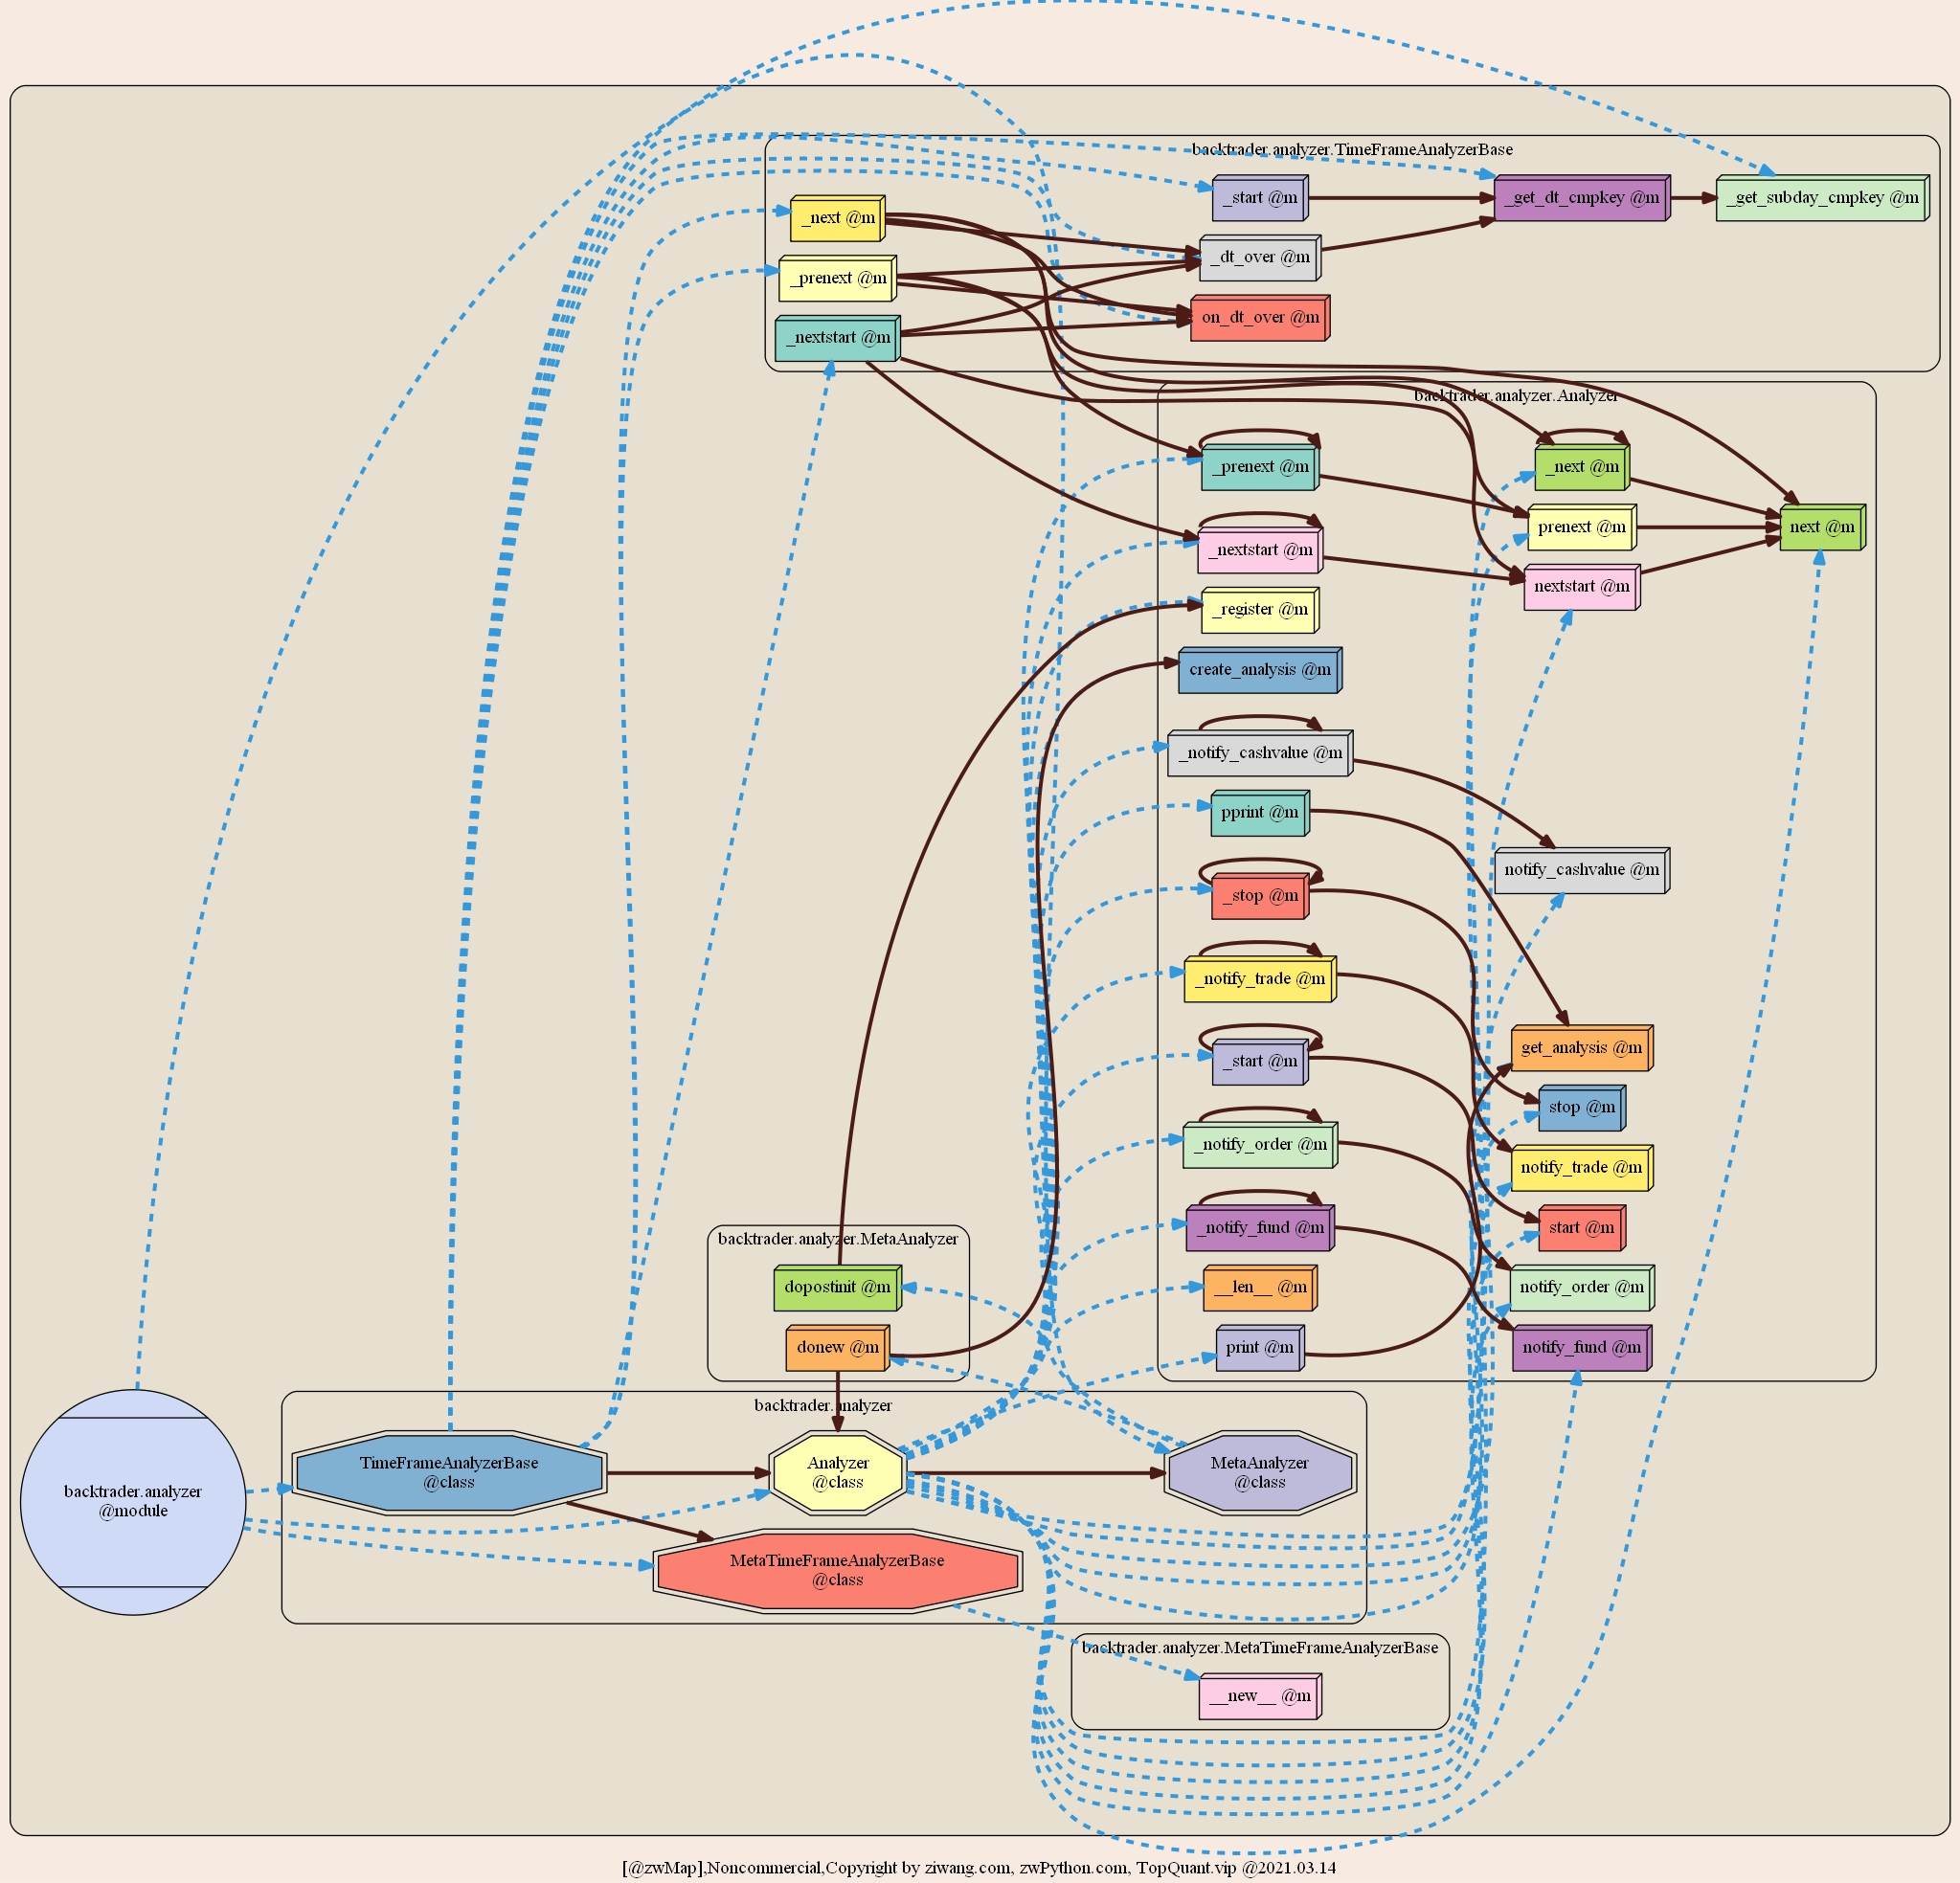 backtrader.analyzer.TimeFrameAnalyzerBase
_start @m
_get_dt_cmpkey @m
_get_subday_cmpkey @m
_next @m
_dt_over @m
_prenext @m
on_dt_over @m
_nextstart @m
backtrader.analyzer.Analyzer
_prenext @m
_next @m
prenext @m
next @m
_nextstart @m
nextstart @m
_register @m
create_analysis @m
_notify_cashvalue @m
pprint @m
notify_cashvalue @m
_stop @m
_notify_trade @m
get_analysis @m
_start @m
stop @m
_notify_order @m
notify_trade @m
_notify_fund @m
start @m
__len__ @m
notify_order @m
print @m
notify_fund @m
backtrader.analyzer.MetaAnalyzer
dopostinit @m
donew @m
backtrader.analyzer
TimeFrameAnalyzerBase
@class
Analyzer
@class
MetaAnalyzer
@class
backtrader.analyzer
@module
MetaTimeFrameAnalyzerBase
@class
backtrader.analyzer.MetaTimeFrameAnalyzerBase
__new__ @m
[@zwMap],Noncommercial,Copyright by ziwang.com, zwPython.com, TopQuant.vip @2021.03.14